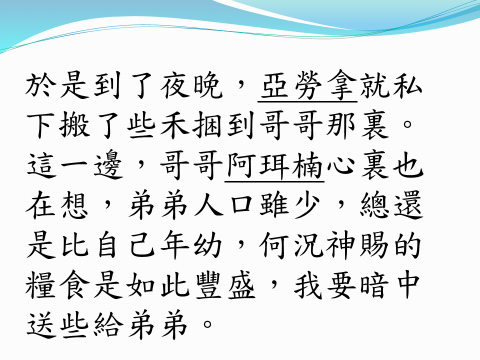 於是到了夜晚，亞勞拿就私
下搬了些禾捆到哥哥那裏。
這一邊，哥哥阿珥楠心裏也
在想，弟弟人口雖少，總還
是比自己年幼，何況神賜的
糧食是如此豐盛，我要暗中
送些給弟弟。